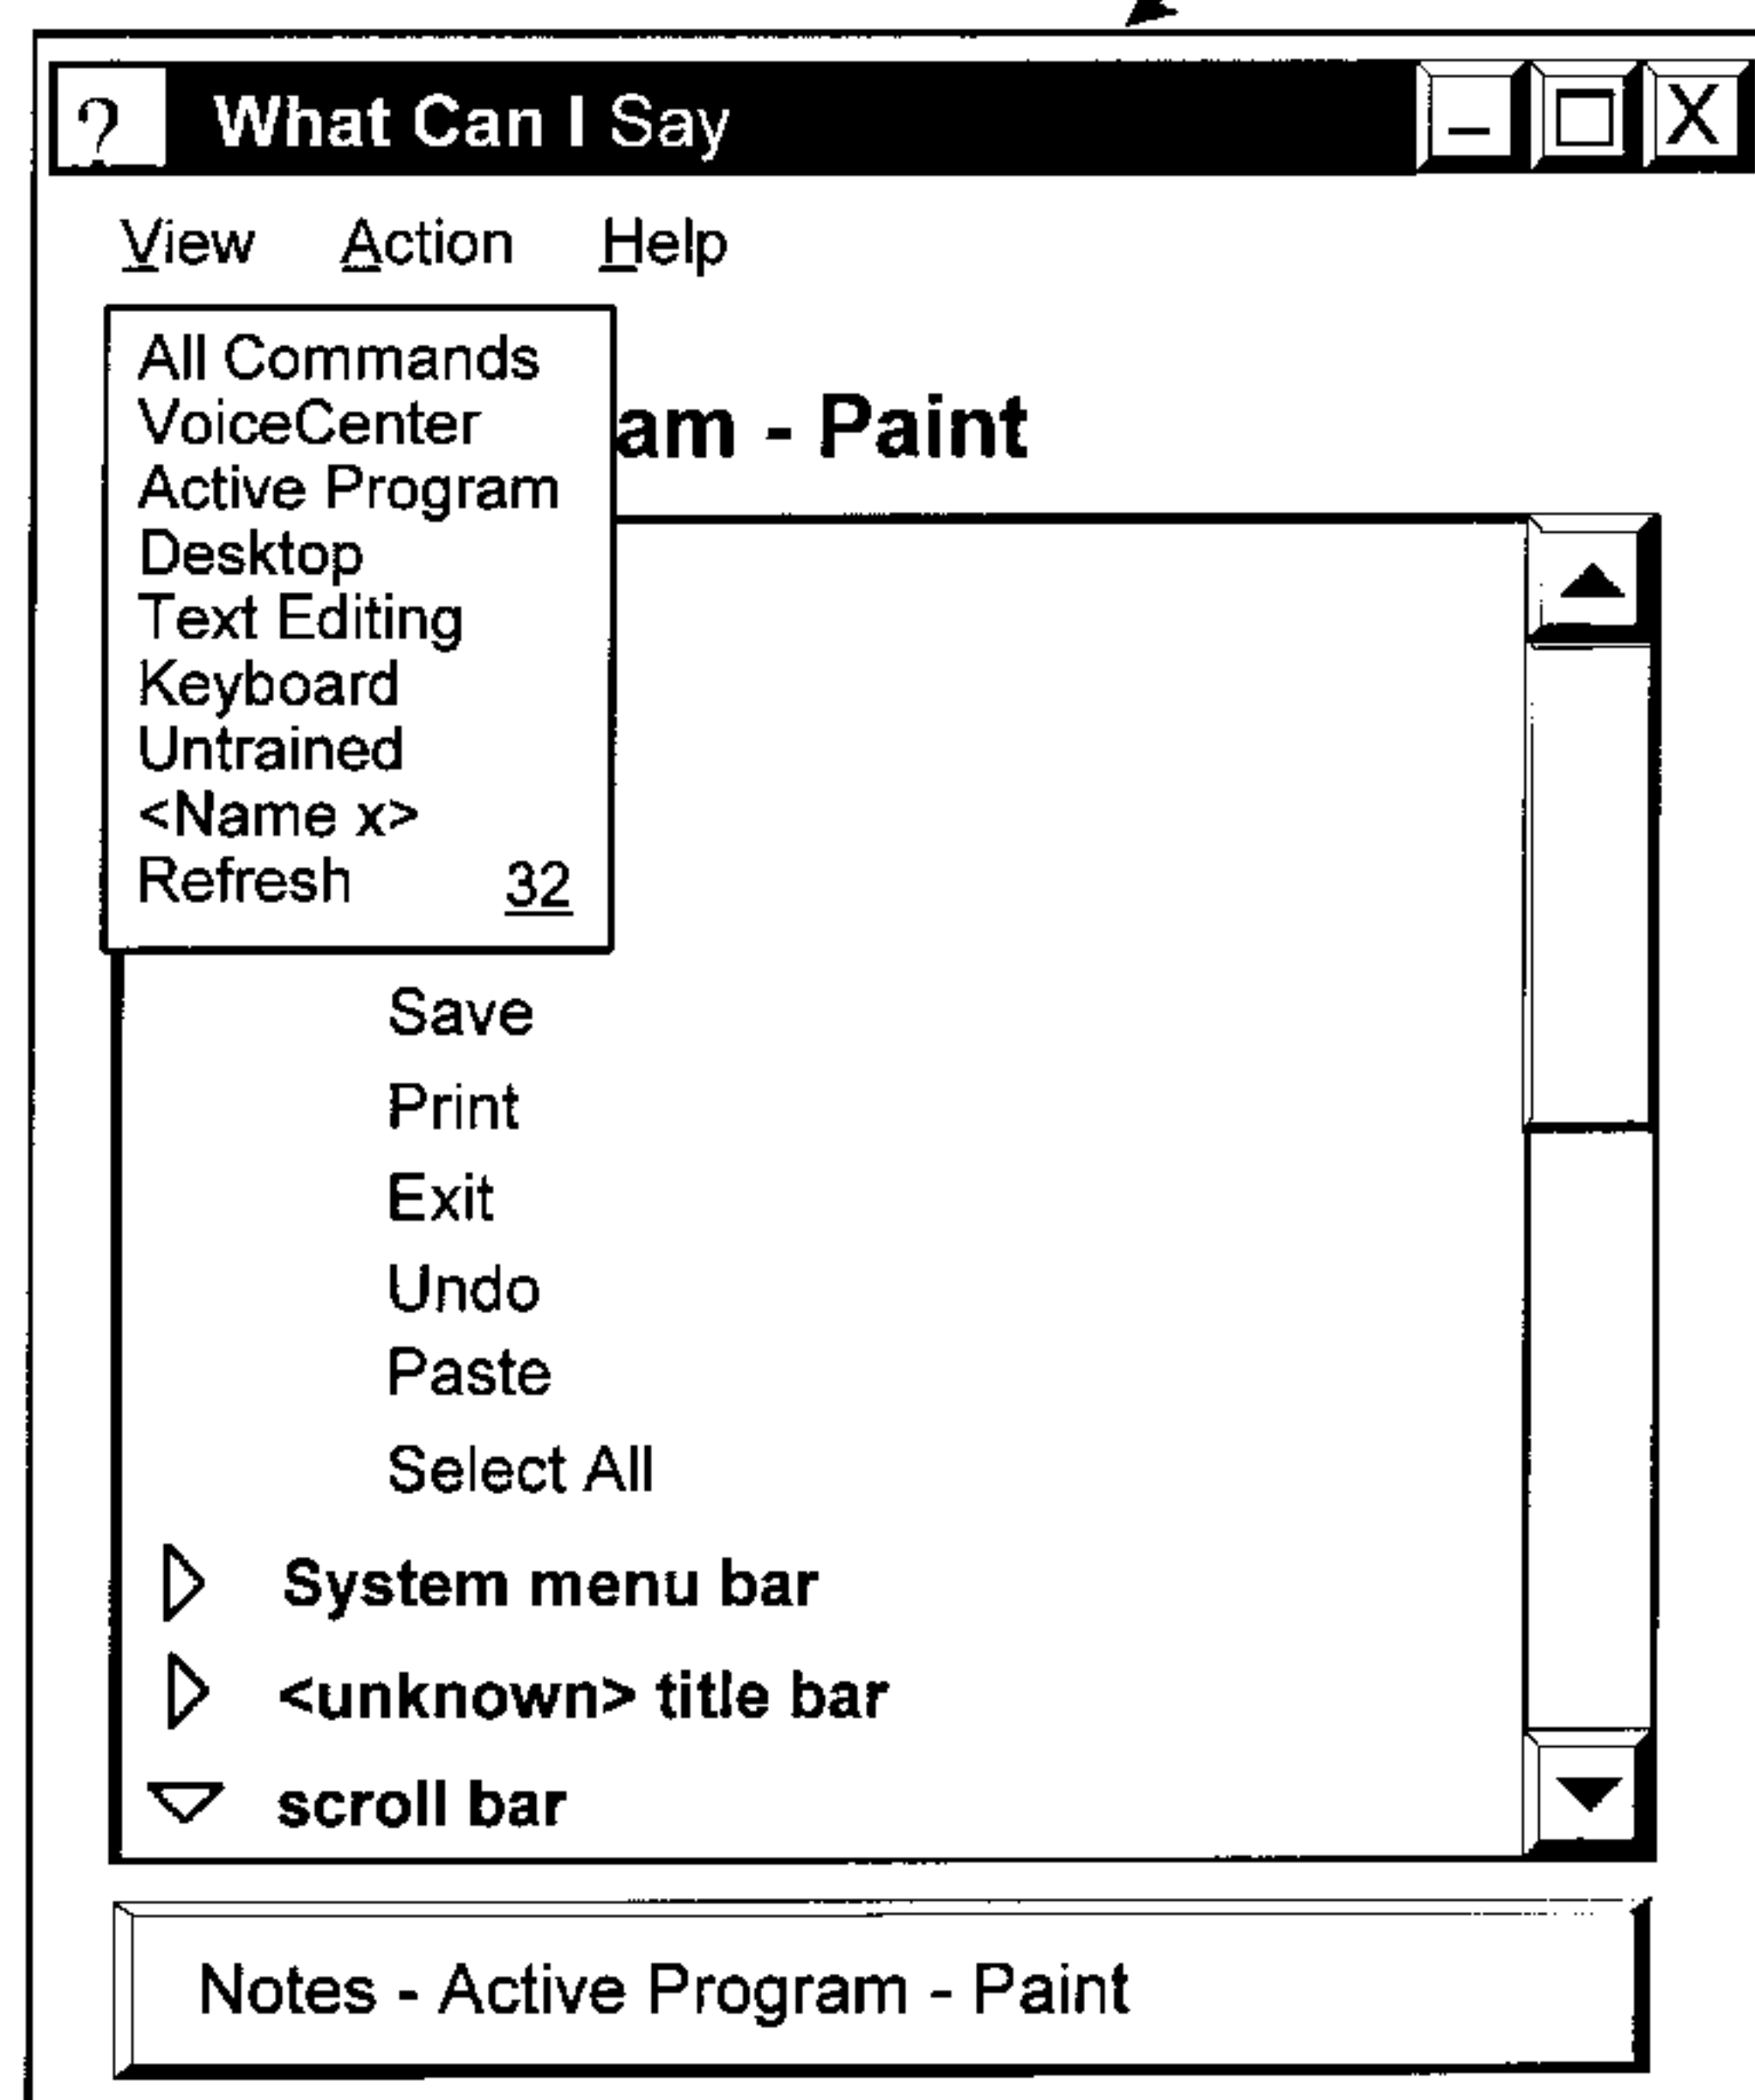 ? What Can I Say
View Action Help
All Commands
VoiceCenter
am - Paint
Active Program
Desktop
Text Editing
Keyboard
Untrained
<Name x>
Refresh 32
Save
Print
Exit
Undo
Paste
Select All
System menu bar
<unknown> title bar
scroll bar
Notes - Active Program - Paint